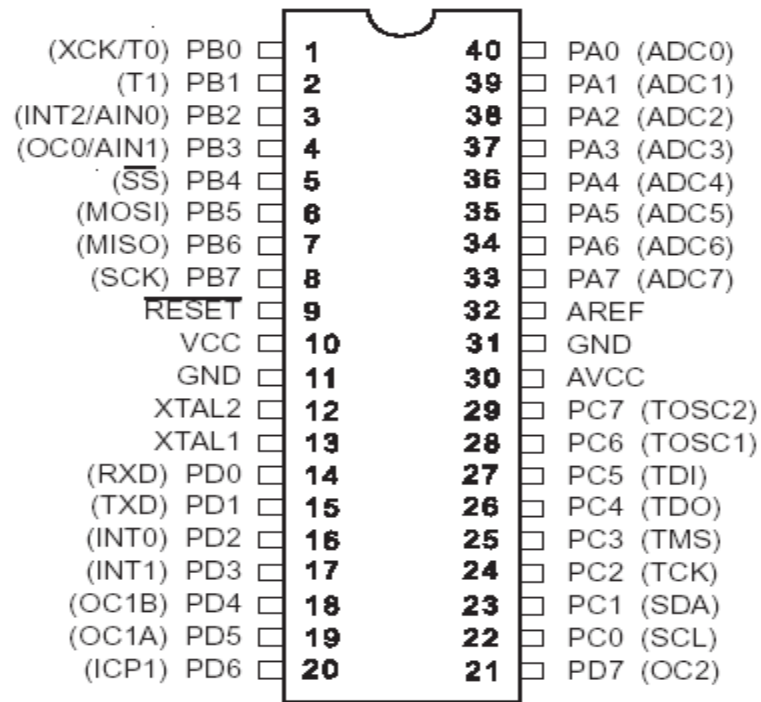 (XCK/T0) PB0 1 40 PA0 (ADC0)
(T1) PB1 2 39 PA1 (ADC1)
(INT2/AIN0) PB2 3 38 PA2 (ADC2)
(OC0/AIN1) PB3 4 37 PA3 (ADC3)
(S̅S̅) PB4 5 36 PA4 (ADC4)
(MOSI) PB5 6 35 PA5 (ADC5)
(MISO) PB6 7 34 PA6 (ADC6)
(SCK) PB7 8 33 PA7 (ADC7)
R̅E̅S̅E̅T̅ 9 32 AREF
VCC 10 31 GND
GND 11 30 AVCC
XTAL2 12 29 PC7 (TOSC2)
XTAL1 13 28 PC6 (TOSC1)
(RXD) PD0 14 27 PC5 (TDI)
(TXD) PD1 15 26 PC4 (TDO)
(INT0) PD2 16 25 PC3 (TMS)
(INT1) PD3 17 24 PC2 (TCK)
(OC1B) PD4 18 23 PC1 (SDA)
(OC1A) PD5 19 22 PC0 (SCL)
(ICP1) PD6 20 21 PD7 (OC2)